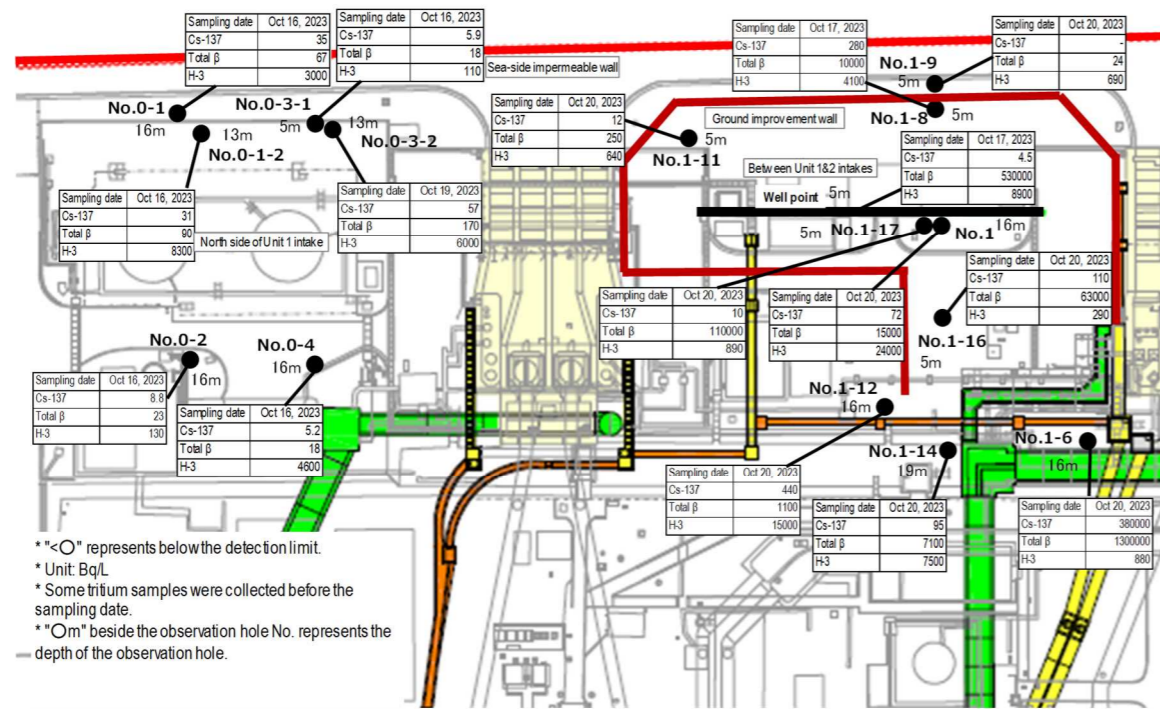 Sampling date Oct 16, 2023
Cs-137 35
Total β 67
H-3 3000
Sampling date Oct 16, 2023
Cs-137 5.9
Total β 18
H-3 110
Sea-side impermeable wall
Sampling date Oct 17, 2023
Cs-137 280
Total β 10000
H-3 4100
Sampling date Oct 20, 2023
Cs-137 -
Total β 24
H-3 690
No.1-9
5m
No.0-1
16m
No.0-3-1
5m
13m
No.0-3-2
13m
No.0-1-2
Sampling date Oct 20, 2023
Cs-137 12
Total β 250
H-3 640
5m
No.1-11
Ground improvement wall
No.1-8
5m
Sampling date Oct 17, 2023
Cs-137 4.5
Total β 530000
H-3 8900
Between Unit 1&2 intakes
Well point
5m
Sampling date Oct 16, 2023
Cs-137 31
Total β 90
H-3 8300
North side of Unit 1 intake
Sampling date Oct 19, 2023
Cs-137 57
Total β 170
H-3 6000
5m
No.1-17
No.1
16m
Sampling date Oct 20, 2023
Cs-137 110
Total β 63000
H-3 290
Sampling date Oct 20, 2023
Cs-137 10
Total β 110000
H-3 890
Sampling date Oct 20, 2023
Cs-137 72
Total β 15000
H-3 24000
No.1-16
5m
No.0-2
16m
No.0-4
16m
Sampling date Oct 16, 2023
Cs-137 8.8
Total β 23
H-3 130
Sampling date Oct 16, 2023
Cs-137 5.2
Total β 18
H-3 4600
No.1-12
16m
No.1-14
19m
No.1-6
16m
Sampling date Oct 20, 2023
Cs-137 440
Total β 1100
H-3 15000
Sampling date Oct 20, 2023
Cs-137 95
Total β 7100
H-3 7500
Sampling date Oct 20, 2023
Cs-137 380000
Total β 1300000
H-3 880
* "<〇" represents below the detection limit.
* Unit: Bq/L
* Some tritium samples were collected before the
sampling date.
* "〇m" beside the observation hole No. represents the
depth of the observation hole.